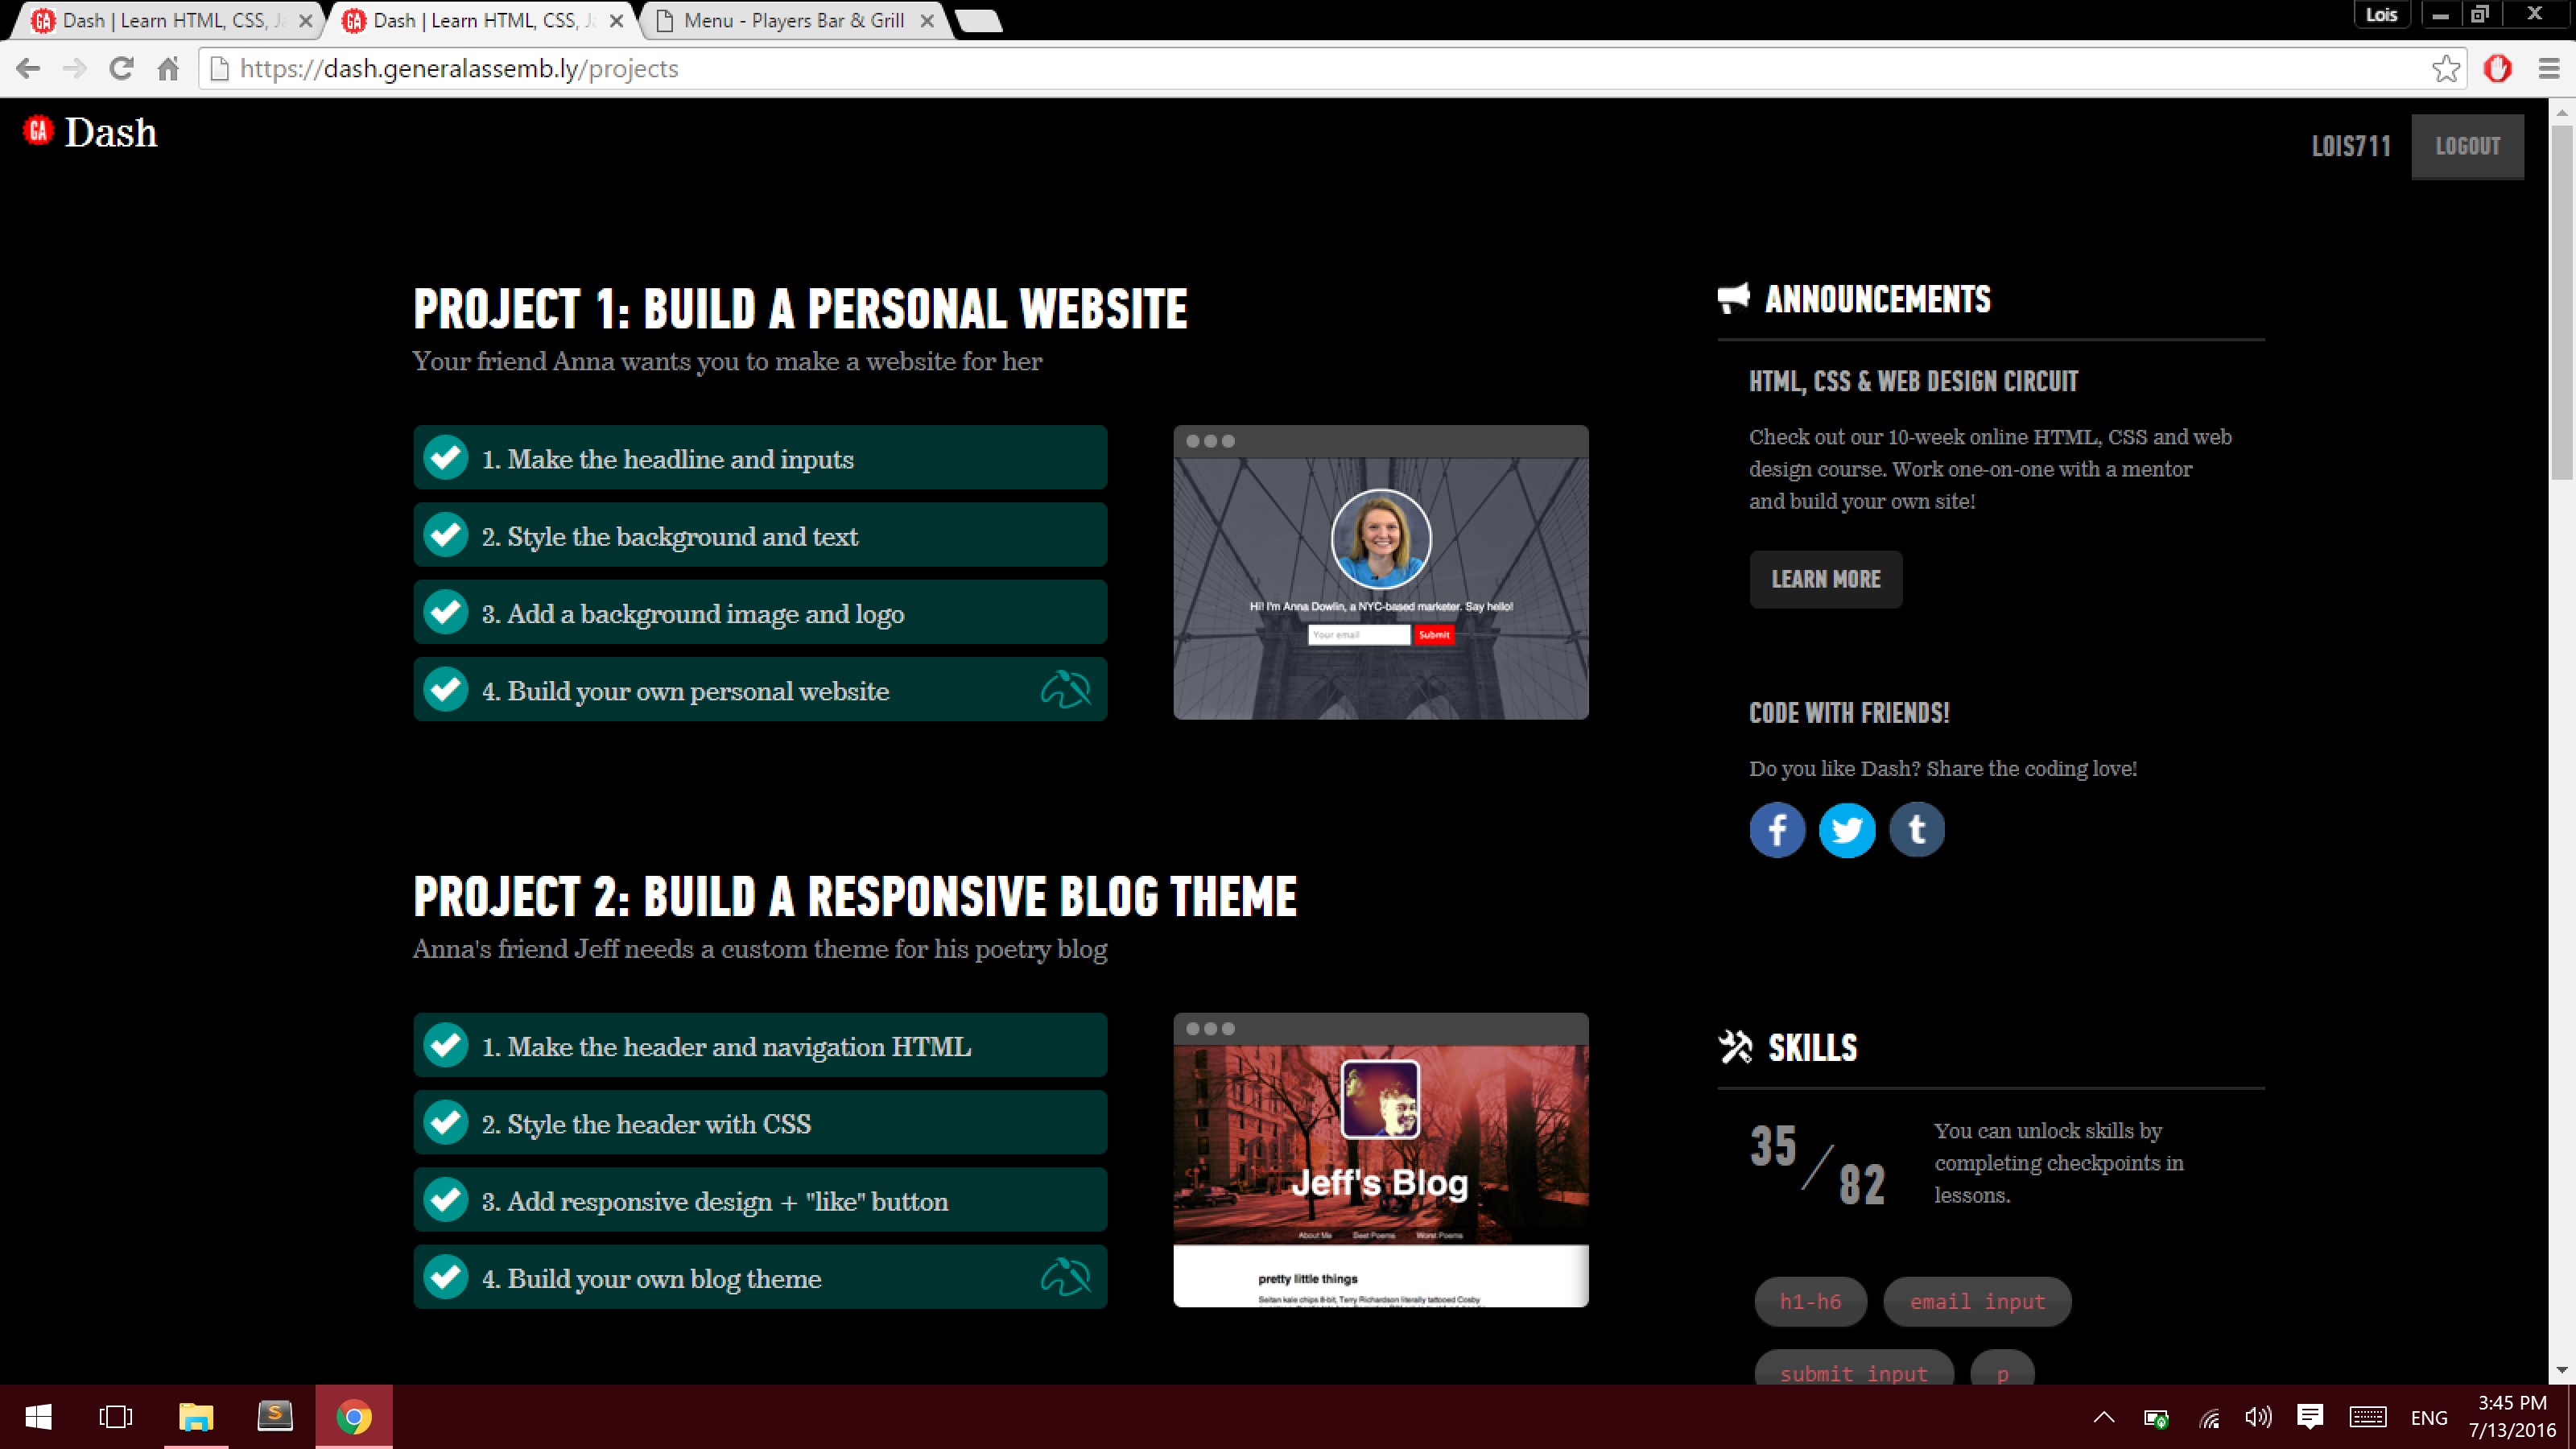 Dash | Learn HTML, CSS, Ja
Dash | Learn HTML, CSS, Ja
Menu - Players Bar & Grill
Lois
https://dash.generalassemb.ly/projects
GA Dash
LOIS711
LOGOUT
PROJECT 1: BUILD A PERSONAL WEBSITE
Your friend Anna wants you to make a website for her
1. Make the headline and inputs
2. Style the background and text
3. Add a background image and logo
4. Build your own personal website
Hi! I'm Anna Dowlin, a NYC-based marketer. Say hello!
Your email
Submit
PROJECT 2: BUILD A RESPONSIVE BLOG THEME
Anna's friend Jeff needs a custom theme for his poetry blog
1. Make the header and navigation HTML
2. Style the header with CSS
3. Add responsive design + "like" button
4. Build your own blog theme
Jeff's Blog
About Me Best Poems Worst Poems
pretty little things
Seitan kale chips 8-bit, Terry Richardson literally tattooed Cosby
ANNOUNCEMENTS
HTML, CSS & WEB DESIGN CIRCUIT
Check out our 10-week online HTML, CSS and web
design course. Work one-on-one with a mentor
and build your own site!
LEARN MORE
CODE WITH FRIENDS!
Do you like Dash? Share the coding love!
SKILLS
35 / 82
You can unlock skills by
completing checkpoints in
lessons.
h1-h6
email input
submit input
p
ENG
3:45 PM
7/13/2016